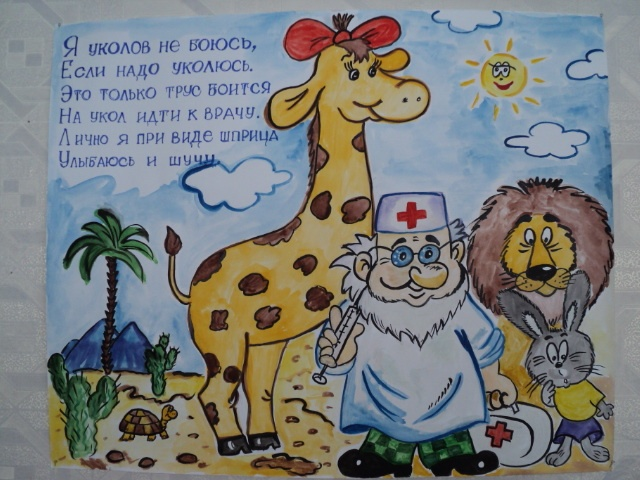 Я уколов не боюсь,
Если надо уколюсь.
Это только трус боится
На укол идти к врачу.
Лично я при виде шприца
Улыбаюсь и шучу